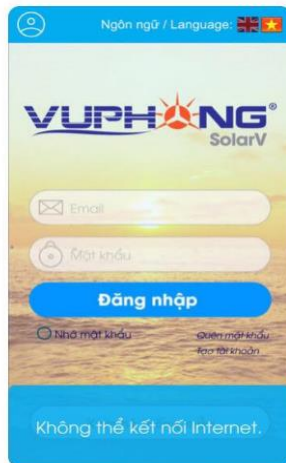 Ngôn ngữ / Language:
VUPHONG®
SolarV
Email
Mật khẩu
Đăng nhập
Nhớ mật khẩu
Quên mật khẩu
Tạo tài khoản
Không thể kết nối Internet.